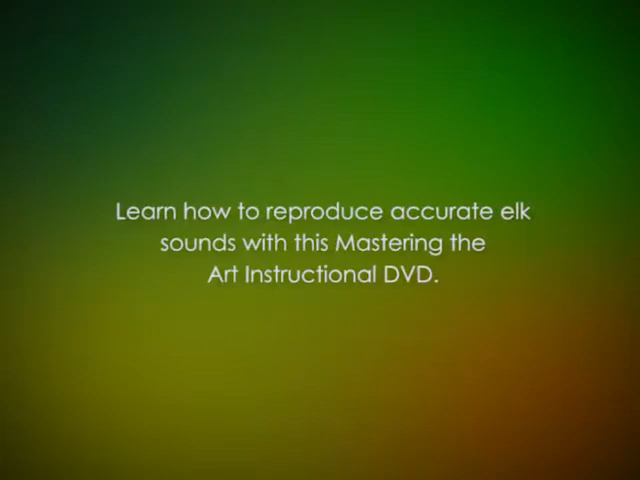 Learn how to reproduce accurate elk
sounds with this Mastering the
Art Instructional DVD.